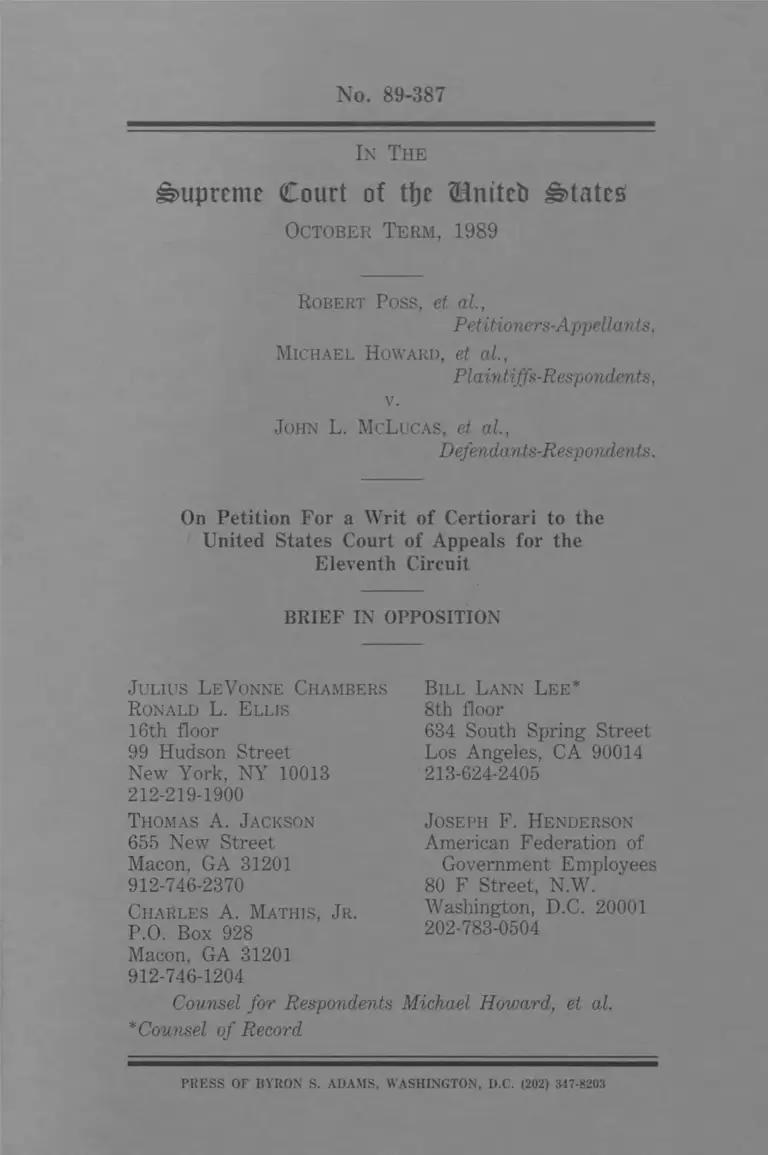 No. 89-387
IN THE
Supreme Court of the United States
OCTOBER TERM, 1989
ROBERT POSS, et al.,
Petitioners-Appellants,
MICHAEL HOWARD, et al.,
Plaintiffs-Respondents,
v.
JOHN L. MCLUCAS, et al.,
Defendants-Respondents.
On Petition For a Writ of Certiorari to the
United States Court of Appeals for the
Eleventh Circuit
BRIEF IN OPPOSITION
JULIUS LEVONNE CHAMBERS
RONALD L. ELLIS
16th floor
99 Hudson Street
New York, NY 10013
212-219-1900
THOMAS A. JACKSON
655 New Street
Macon, GA 31201
912-746-2370
CHARLES A. MATHIS, JR.
P.O. Box 928
Macon, GA 31201
912-746-1204
BILL LANN LEE*
8th floor
634 South Spring Street
Los Angeles, CA 90014
213-624-2405
JOSEPH F. HENDERSON
American Federation of
Government Employees
80 F Street, N.W.
Washington, D.C. 20001
202-783-0504
Counsel for Respondents Michael Howard, et al.
*Counsel of Record
PRESS OF BYRON S. ADAMS, WASHINGTON, D.C. (202) 347-8203